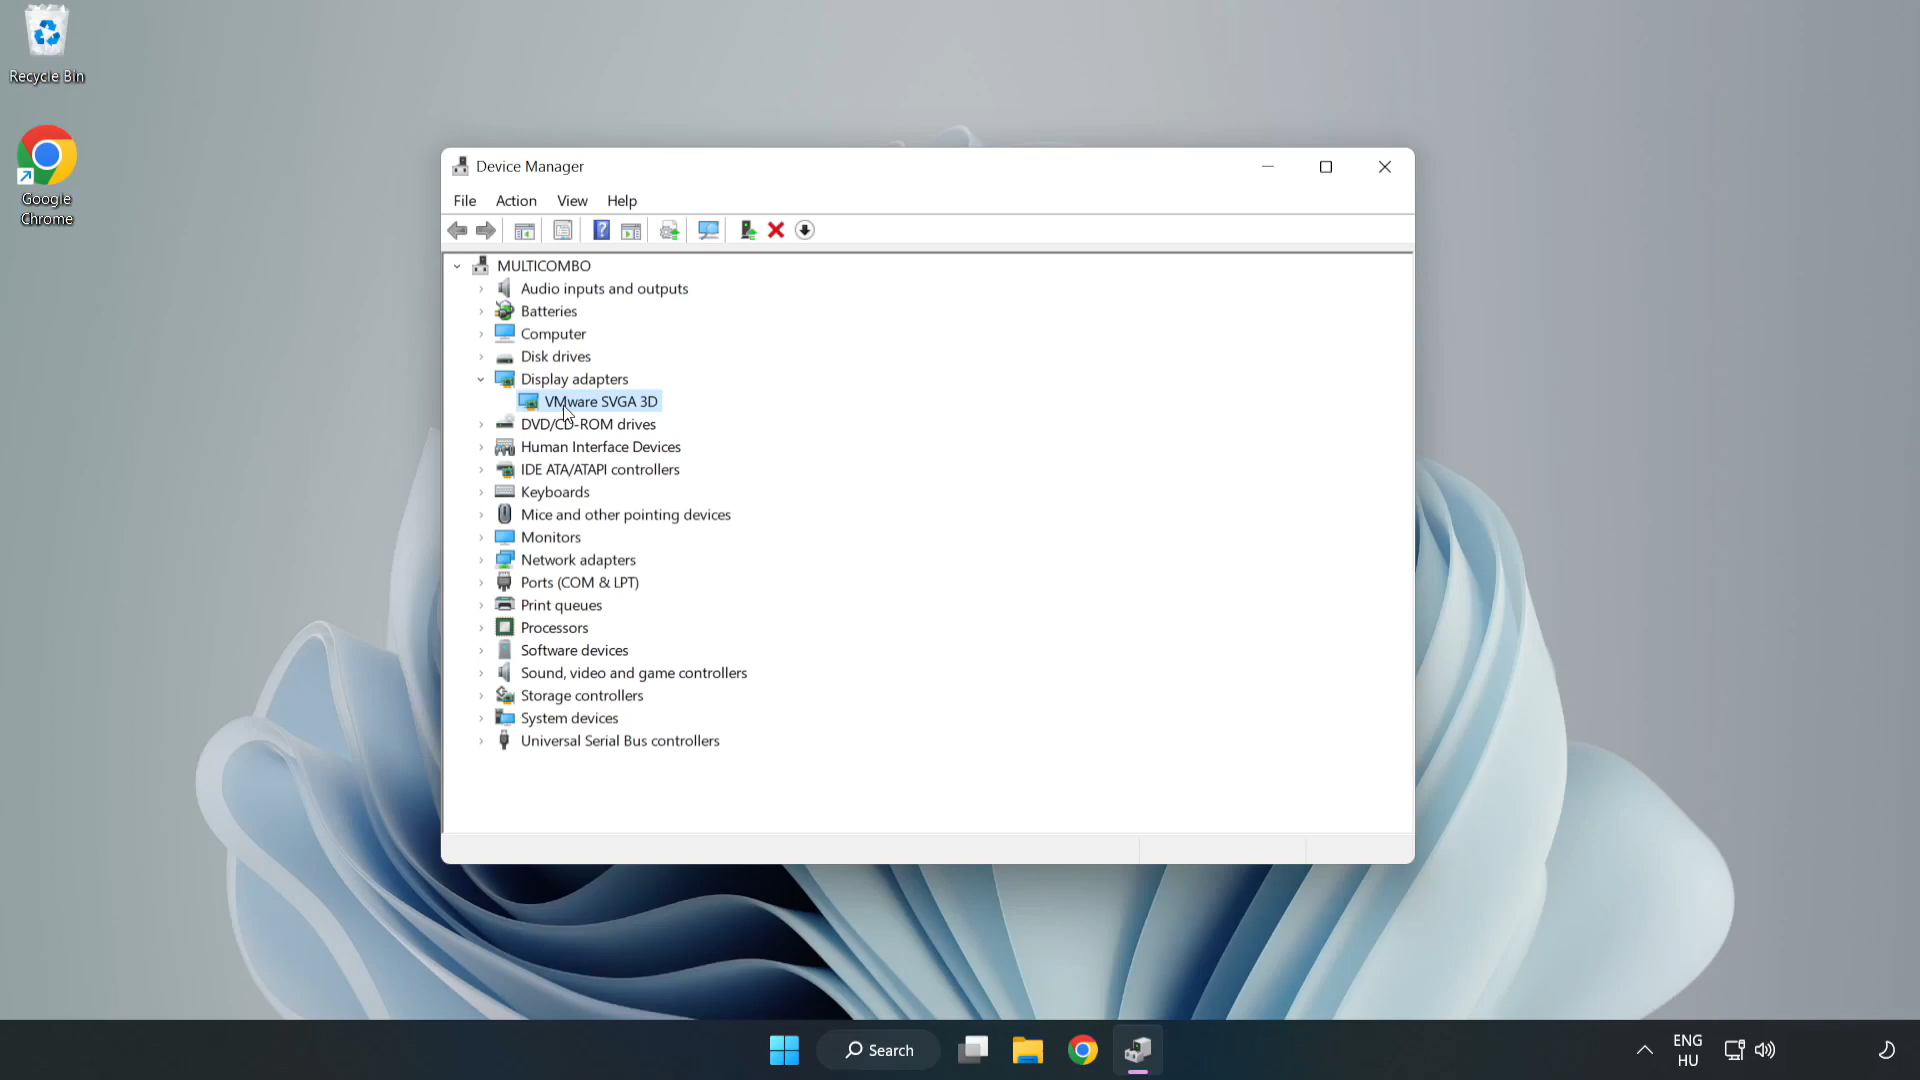 Recycle Bin
Google
Chrome
Device Manager
File Action View Help
MULTICOMBO
Audio inputs and outputs
Batteries
Computer
Disk drives
Display adapters
VMware SVGA 3D
DVD/CD-ROM drives
Human Interface Devices
IDE ATA/ATAPI controllers
Keyboards
Mice and other pointing devices
Monitors
Network adapters
Ports (COM & LPT)
Print queues
Processors
Software devices
Sound, video and game controllers
Storage controllers
System devices
Universal Serial Bus controllers
Search
ENG
HU